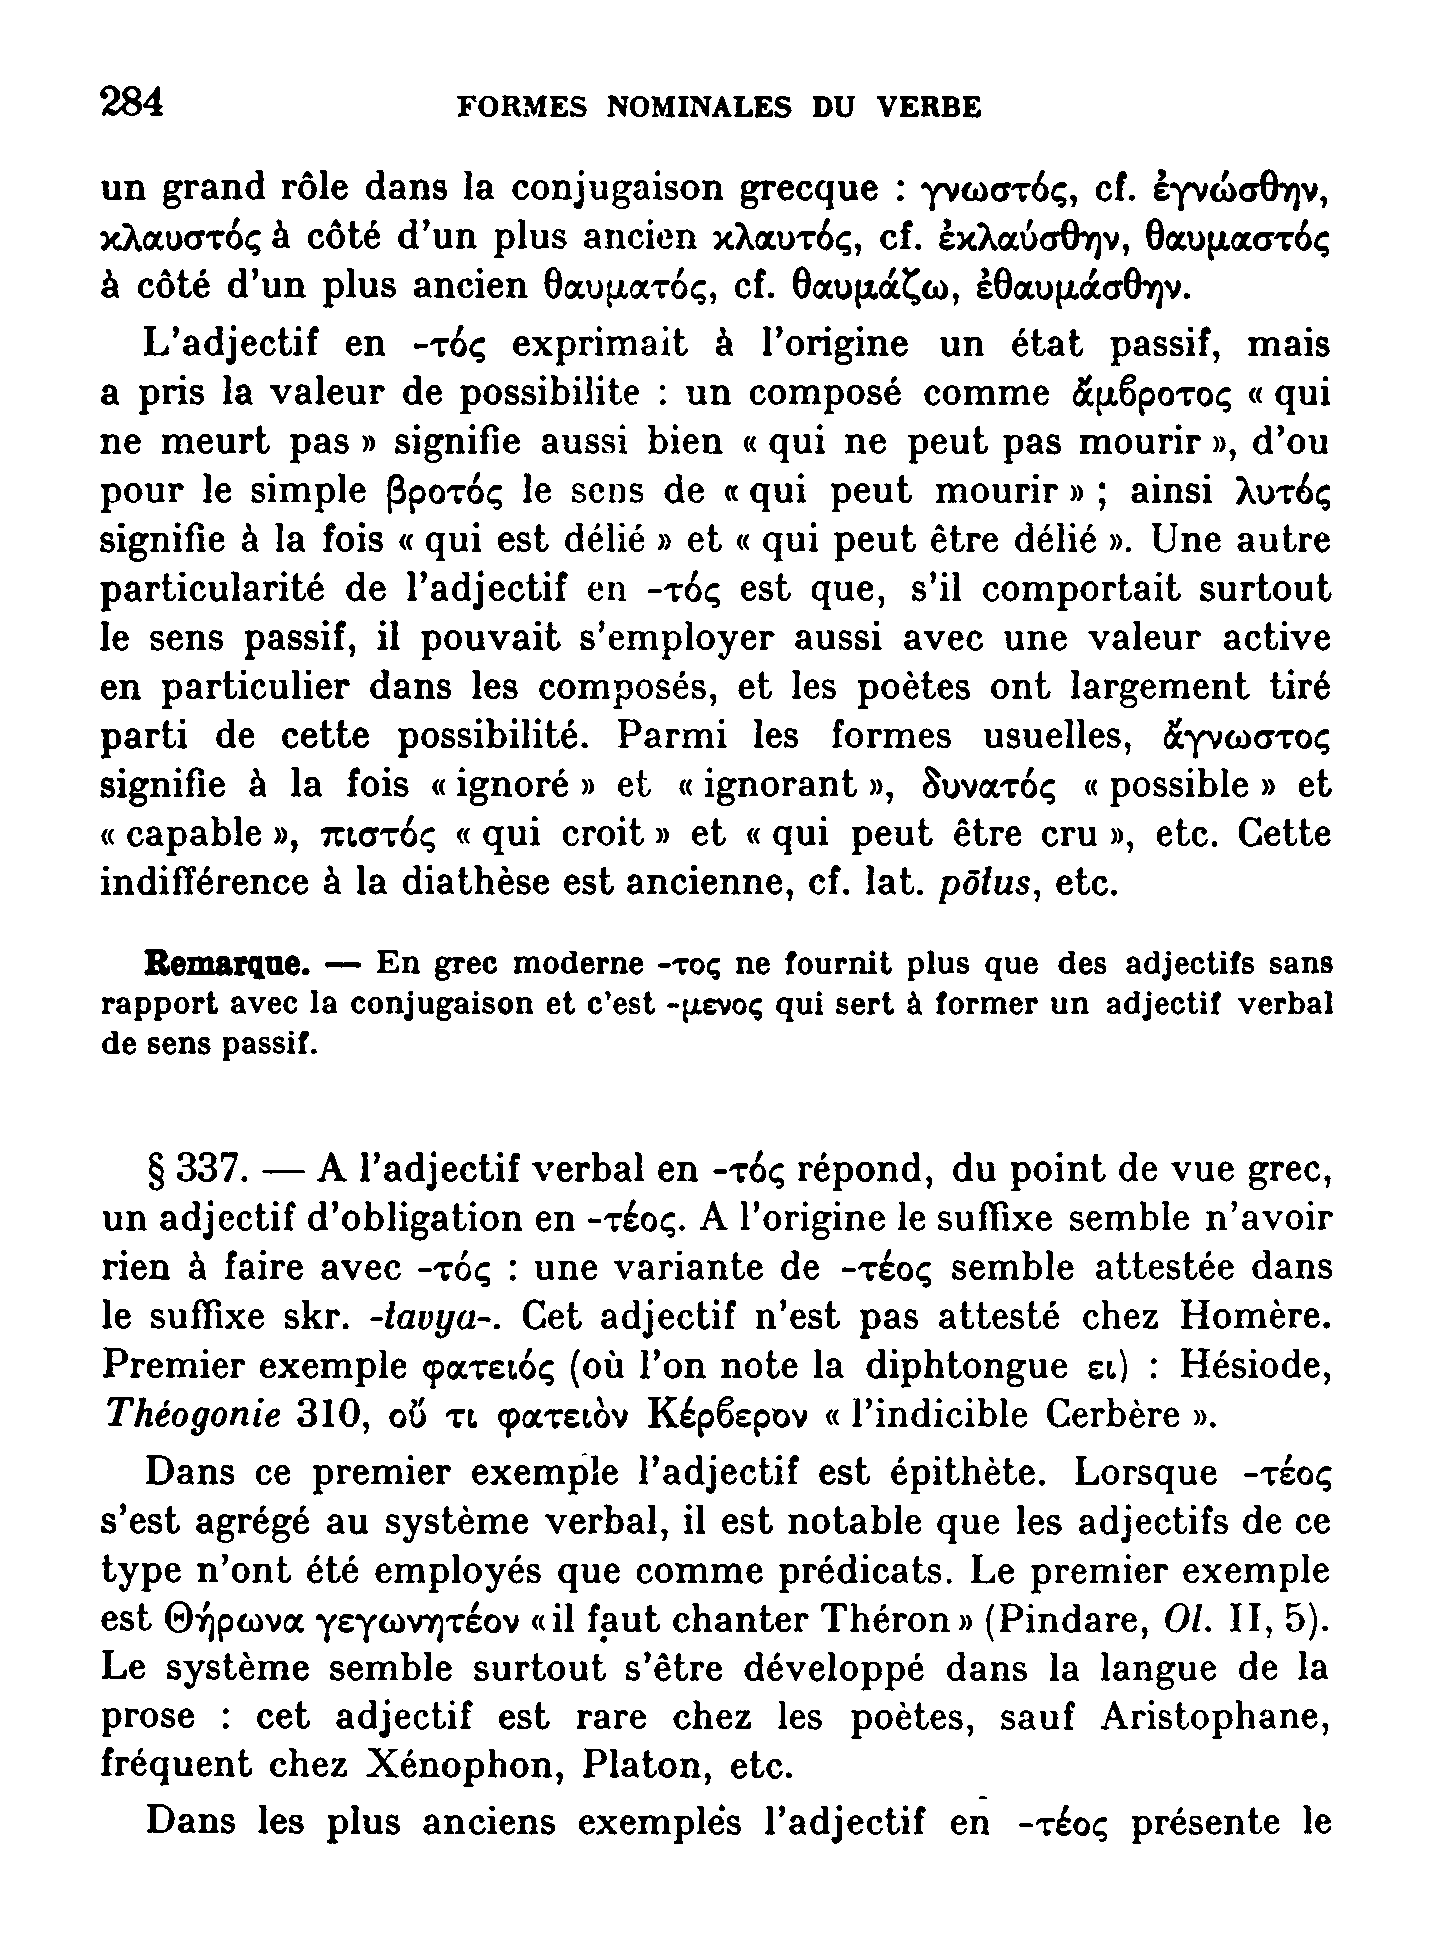 284 FORMES NOMINALES DU VERBE
un grand rôle dans la conjugaison grecque : γνωστός, cf. ἐγνώσθην,
κλαυστός à côté d'un plus ancien κλαυτός, cf. ἐκλαύσθην, θαυμαστός
à côté d'un plus ancien θαυματός, cf. θαυμάζω, ἐθαυμάσθην.
L'adjectif en -τός exprimait à l'origine un état passif, mais
a pris la valeur de possibilite : un composé comme ἄμϐροτος « qui
ne meurt pas » signifie aussi bien « qui ne peut pas mourir », d'ou
pour le simple βροτός le sens de « qui peut mourir » ; ainsi λυτός
signifie à la fois « qui est délié » et « qui peut être délié ». Une autre
particularité de l'adjectif en -τός est que, s'il comportait surtout
le sens passif, il pouvait s'employer aussi avec une valeur active
en particulier dans les composés, et les poètes ont largement tiré
parti de cette possibilité. Parmi les formes usuelles, ἄγνωστος
signifie à la fois « ignoré » et « ignorant », δυνατός « possible » et
« capable », πιστός « qui croit » et « qui peut être cru », etc. Cette
indifférence à la diathèse est ancienne, cf. lat. pōtus, etc.
Remarque. — En grec moderne -τος ne fournit plus que des adjectifs sans
rapport avec la conjugaison et c'est -μενος qui sert à former un adjectif verbal
de sens passif.
§ 337. — A l'adjectif verbal en -τός répond, du point de vue grec,
un adjectif d'obligation en -τέος. A l'origine le suffixe semble n'avoir
rien à faire avec -τός : une variante de -τέος semble attestée dans
le suffixe skr. -tavya-. Cet adjectif n'est pas attesté chez Homère.
Premier exemple φατειός (où l'on note la diphtongue ει) : Hésiode,
Théogonie 310, οὔ τι φατειὸν Κέρϐερον « l'indicible Cerbère ».
Dans ce premier exemple l'adjectif est épithète. Lorsque -τέος
s'est agrégé au système verbal, il est notable que les adjectifs de ce
type n'ont été employés que comme prédicats. Le premier exemple
est Θήρωνα γεγωνητέον « il faut chanter Théron » (Pindare, Ol. II, 5).
Le système semble surtout s'être développé dans la langue de la
prose : cet adjectif est rare chez les poètes, sauf Aristophane,
fréquent chez Xénophon, Platon, etc.
Dans les plus anciens exemples l'adjectif en -τέος présente le